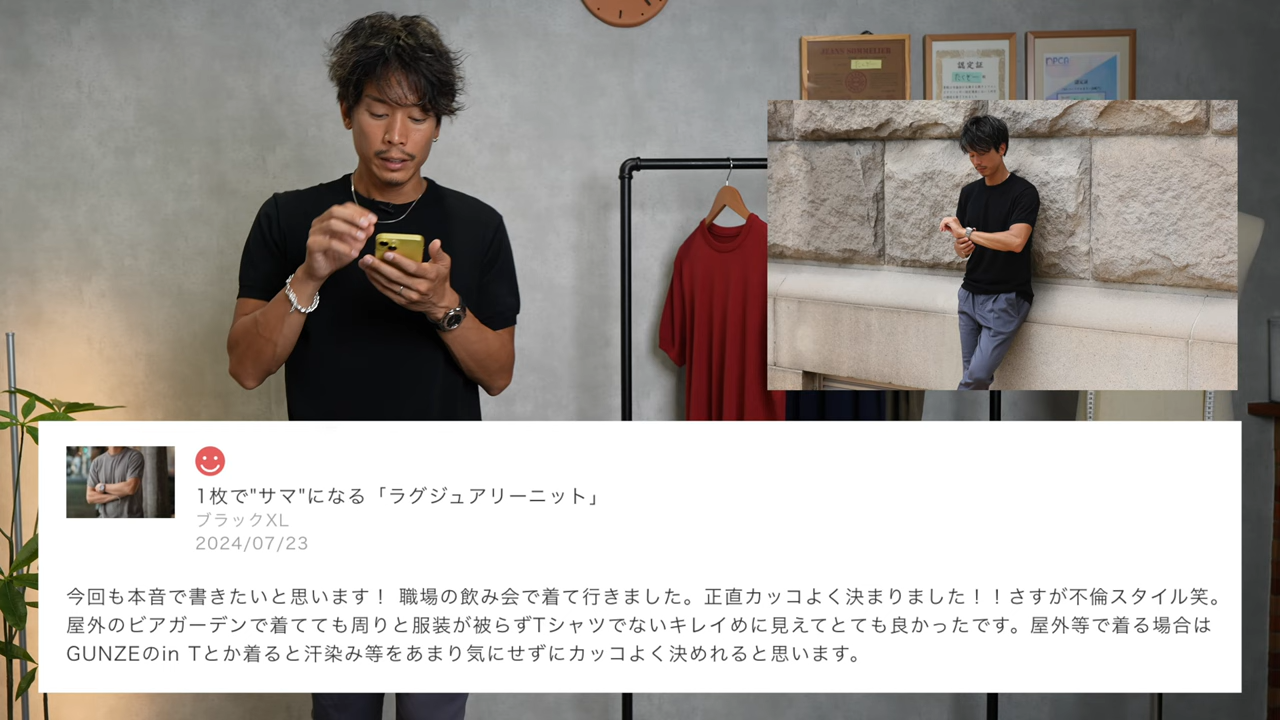 JEANS SOMMELIER
認定証
1枚で"サマ"になる「ラグジュアリーニット」
ブラックXL
2024/07/23
今回も本音で書きたいと思います！ 職場の飲み会で着て行きました。正直カッコよく決まりました！！さすが不倫スタイル笑。
屋外のビアガーデンで着てても周りと服装が被らずTシャツでないキレイめに見えてとても良かったです。屋外等で着る場合は
GUNZEのin Tとか着ると汗染み等をあまり気にせずにカッコよく決めれると思います。